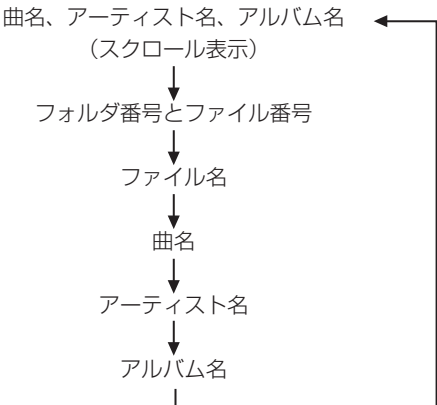 曲名、アーティスト名、アルバム名
（スクロール表示）
フォルダ番号とファイル番号
ファイル名
曲名
アーティスト名
アルバム名